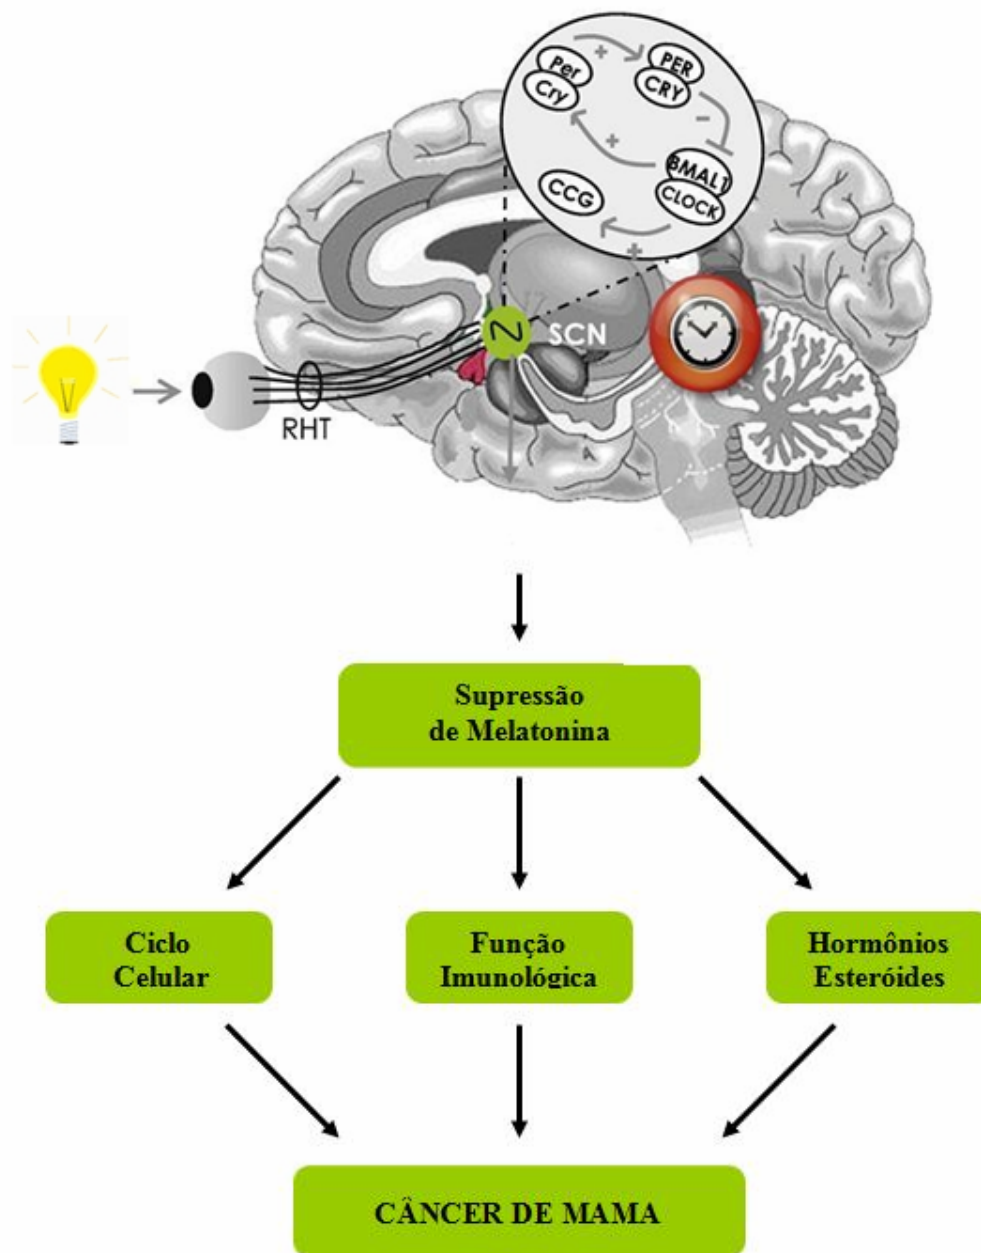 Per
Cry
+
PER
CRY
-
+
BMAL1
CLOCK
CCG
+
SCN
RHT
Supressão
de Melatonina
Ciclo
Celular
Função
Imunológica
Hormônios
Esteróides
CÂNCER DE MAMA